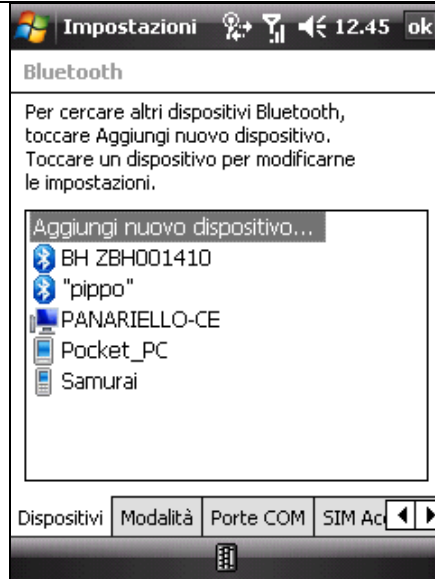 Impostazioni 12.45 ok
Bluetooth
Per cercare altri dispositivi Bluetooth,
toccare Aggiungi nuovo dispositivo.
Toccare un dispositivo per modificarne
le impostazioni.
Aggiungi nuovo dispositivo...
BH ZBH001410
"pippo"
PANARIELLO-CE
Pocket_PC
Samurai
Dispositivi Modalità Porte COM SIM